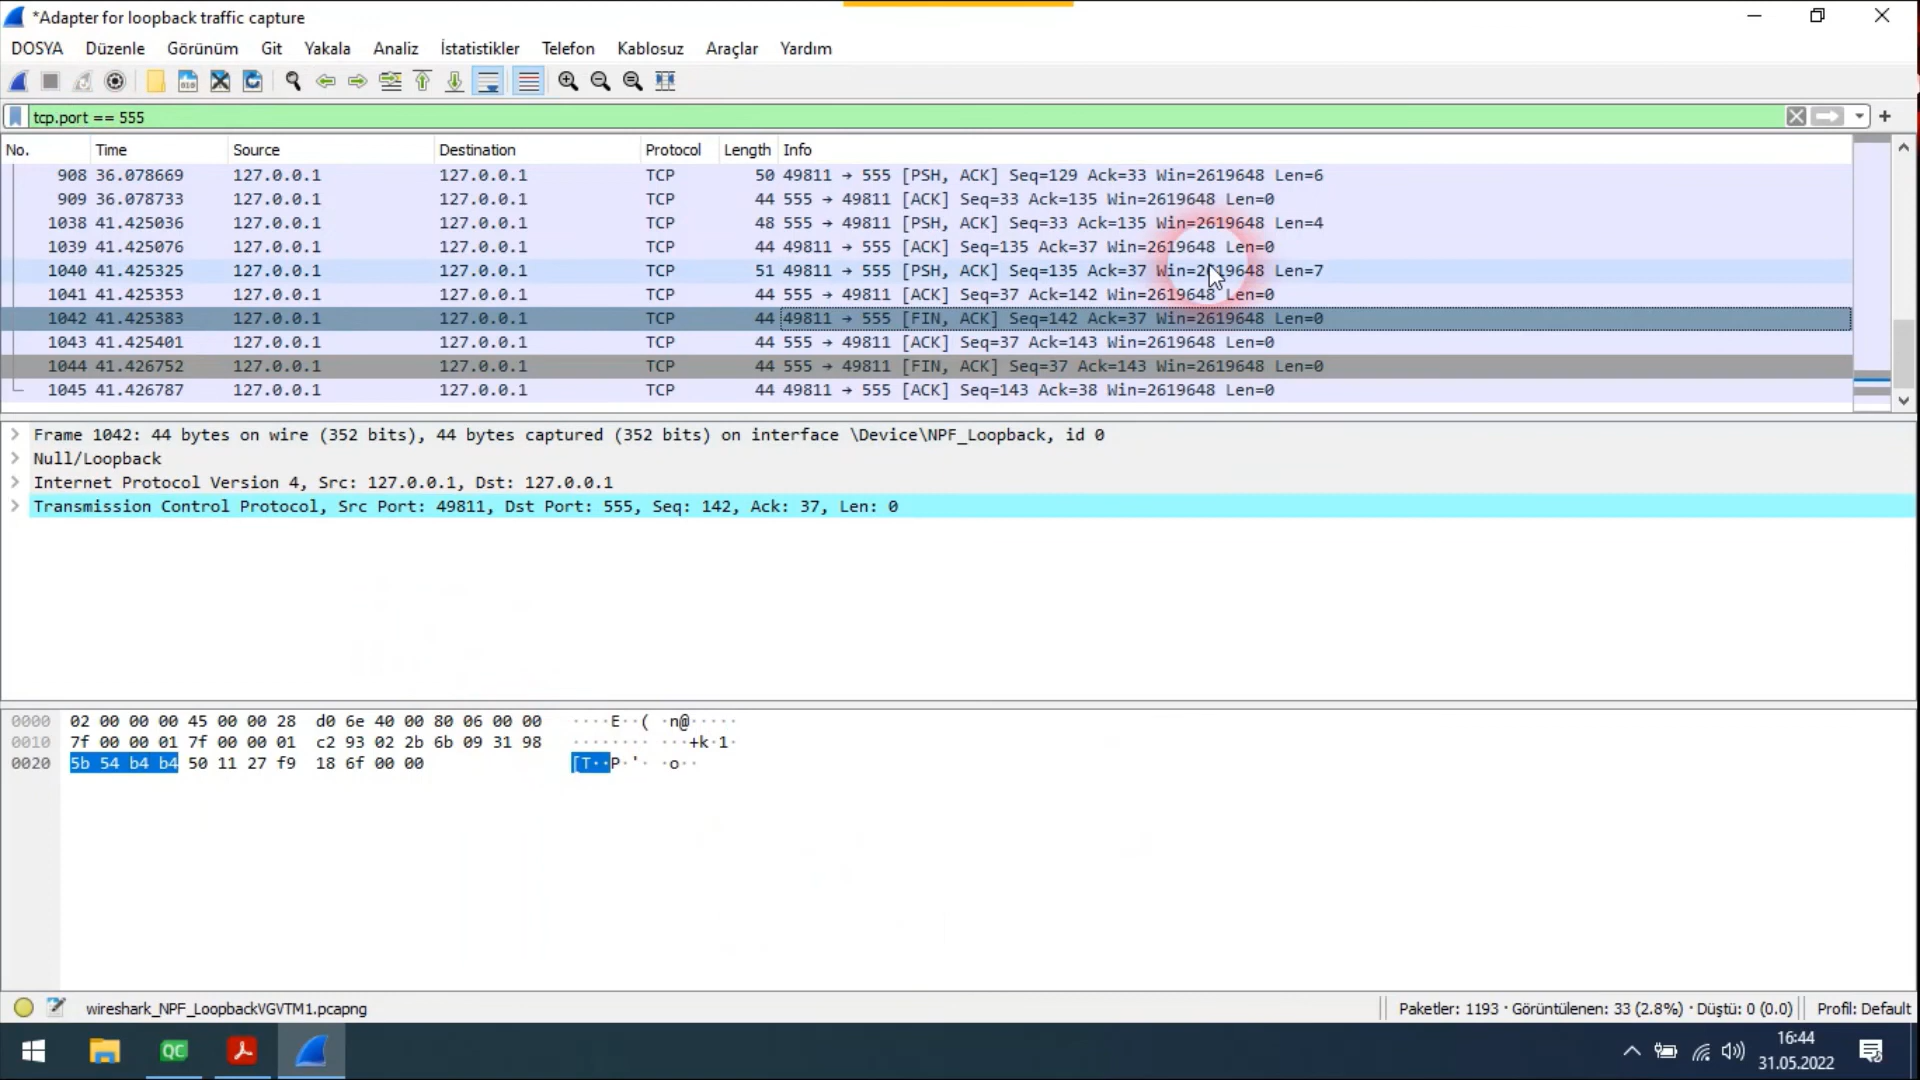 *Adapter for loopback traffic capture
DOSYA Düzenle Görünüm Git Yakala Analiz İstatistikler Telefon Kablosuz Araçlar Yardım
tcp.port == 555
No. Time Source Destination Protocol Length Info
908 36.078669 127.0.0.1 127.0.0.1 TCP 50 49811 → 555 [PSH, ACK] Seq=129 Ack=33 Win=2619648 Len=6
909 36.078733 127.0.0.1 127.0.0.1 TCP 44 555 → 49811 [ACK] Seq=33 Ack=135 Win=2619648 Len=0
1038 41.425036 127.0.0.1 127.0.0.1 TCP 48 555 → 49811 [PSH, ACK] Seq=33 Ack=135 Win=2619648 Len=4
1039 41.425076 127.0.0.1 127.0.0.1 TCP 44 49811 → 555 [ACK] Seq=135 Ack=37 Win=2619648 Len=0
1040 41.425325 127.0.0.1 127.0.0.1 TCP 51 49811 → 555 [PSH, ACK] Seq=135 Ack=37 Win=2619648 Len=7
1041 41.425353 127.0.0.1 127.0.0.1 TCP 44 555 → 49811 [ACK] Seq=37 Ack=142 Win=2619648 Len=0
1042 41.425383 127.0.0.1 127.0.0.1 TCP 44 49811 → 555 [FIN, ACK] Seq=142 Ack=37 Win=2619648 Len=0
1043 41.425401 127.0.0.1 127.0.0.1 TCP 44 555 → 49811 [ACK] Seq=37 Ack=143 Win=2619648 Len=0
1044 41.426752 127.0.0.1 127.0.0.1 TCP 44 555 → 49811 [FIN, ACK] Seq=37 Ack=143 Win=2619648 Len=0
1045 41.426787 127.0.0.1 127.0.0.1 TCP 44 49811 → 555 [ACK] Seq=143 Ack=38 Win=2619648 Len=0
Frame 1042: 44 bytes on wire (352 bits), 44 bytes captured (352 bits) on interface \Device\NPF_Loopback, id 0
Null/Loopback
Internet Protocol Version 4, Src: 127.0.0.1, Dst: 127.0.0.1
Transmission Control Protocol, Src Port: 49811, Dst Port: 555, Seq: 142, Ack: 37, Len: 0
0000 02 00 00 00 45 00 00 28 d0 6e 40 00 80 06 00 00 ····E··( ·n@·····
0010 7f 00 00 01 7f 00 00 01 c2 93 02 2b 6b 09 31 98 ········ ···+k·1·
0020 5b 54 b4 b4 50 11 27 f9 18 6f 00 00 [T··P·'· ·o··
wireshark_NPF_LoopbackVGVTM1.pcapng
Paketler: 1193 · Görüntülenen: 33 (2.8%) · Düştü: 0 (0.0)
Profil: Default
QC
16:44
31.05.2022